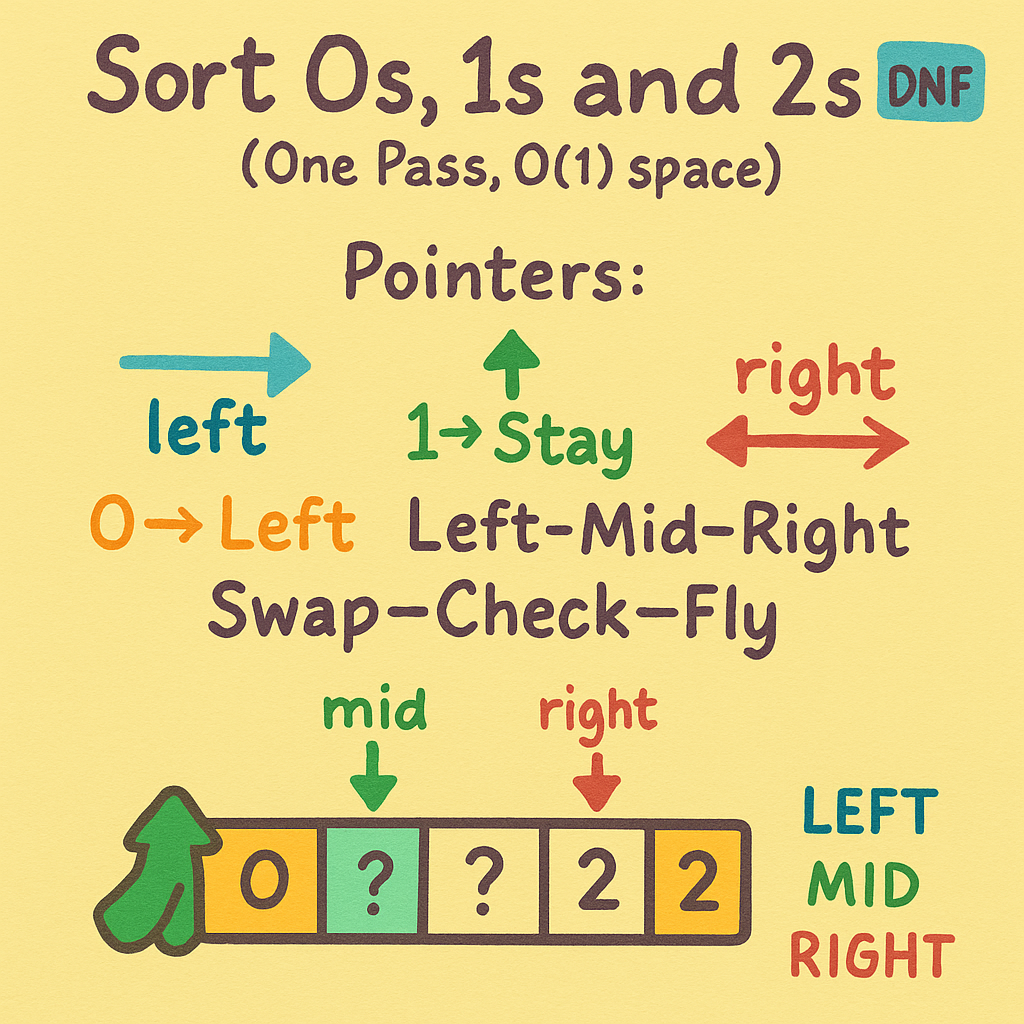 Sort 0s, 1s and 2s DNF
(One Pass, O(1) space)
Pointers:
left
1→Stay
right
0→Left
Left-Mid-Right
Swap-Check-Fly
mid
right
0 ? ? 2 2
LEFT
MID
RIGHT